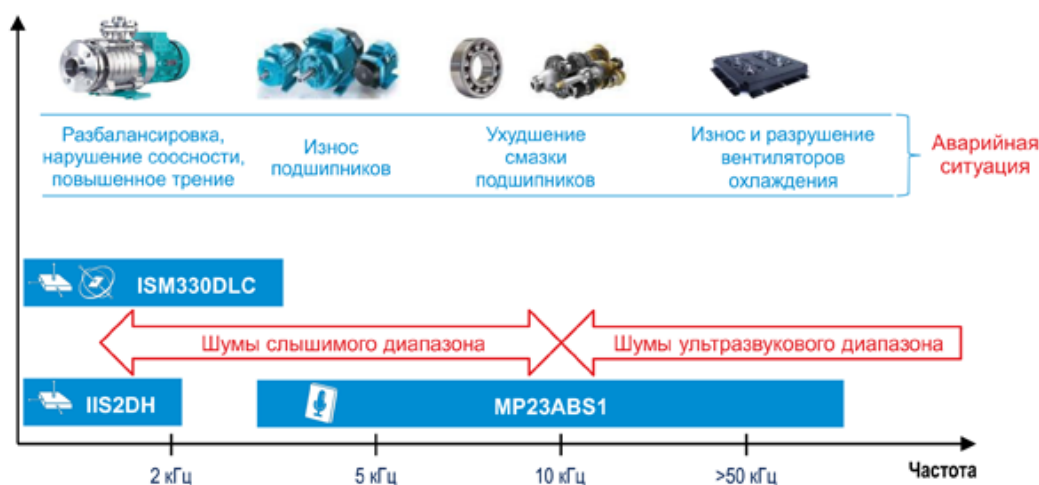 Разбалансировка,
нарушение соосности,
повышенное трение
Износ
подшипников
Ухудшение
смазки
подшипников
Износ и разрушение
вентиляторов
охлаждения
Аварийная
ситуация
ISM330DLC
Шумы слышимого диапазона
Шумы ультразвукового диапазона
IIS2DH
MP23ABS1
2 кГц
5 кГц
10 кГц
>50 кГц
Частота